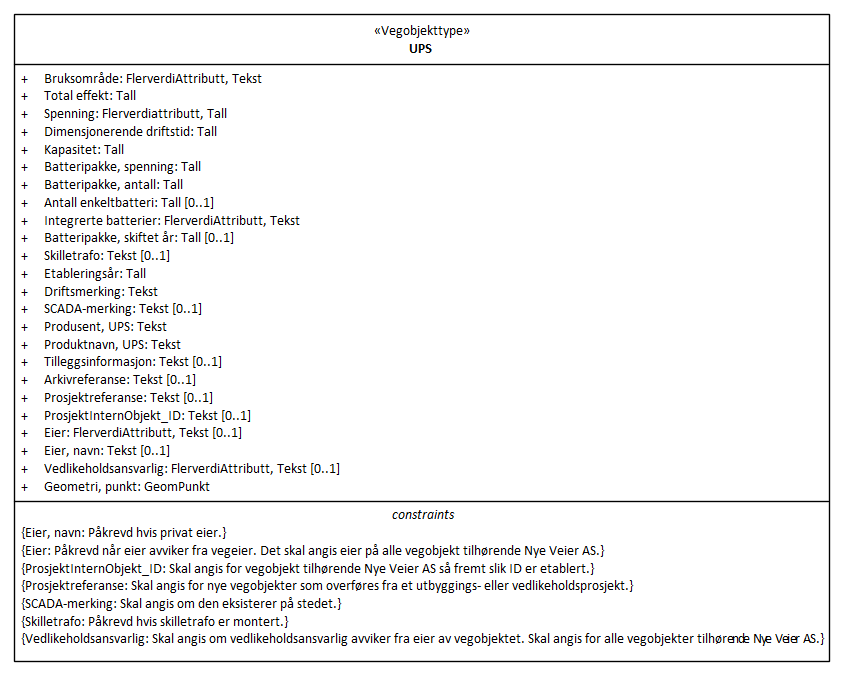 «Vegobjekttype»
UPS
+ Bruksområde: FlerverdiAttributt, Tekst
+ Total effekt: Tall
+ Spenning: Flerverdiattributt, Tall
+ Dimensjonerende driftstid: Tall
+ Kapasitet: Tall
+ Batteripakke, spenning: Tall
+ Batteripakke, antall: Tall
+ Antall enkeltbatteri: Tall [0..1]
+ Integrerte batterier: FlerverdiAttributt, Tekst
+ Batteripakke, skiftet år: Tall [0..1]
+ Skilletrafo: Tekst [0..1]
+ Etableringsår: Tall
+ Driftsmerking: Tekst
+ SCADA-merking: Tekst [0..1]
+ Produsent, UPS: Tekst
+ Produktnavn, UPS: Tekst
+ Tilleggsinformasjon: Tekst [0..1]
+ Arkivreferanse: Tekst [0..1]
+ Prosjektreferanse: Tekst [0..1]
+ ProsjektInternObjekt_ID: Tekst [0..1]
+ Eier: FlerverdiAttributt, Tekst [0..1]
+ Eier, navn: Tekst [0..1]
+ Vedlikeholdsansvarlig: FlerverdiAttributt, Tekst [0..1]
+ Geometri, punkt: GeomPunkt
constraints
{Eier, navn: Påkrevd hvis privat eier.}
{Eier: Påkrevd når eier avviker fra vegeier. Det skal angis eier på alle vegobjekt tilhørende Nye Veier AS.}
{ProsjektInternObjekt_ID: Skal angis for vegobjekt tilhørende Nye Veier AS så fremt slik ID er etablert.}
{Prosjektreferanse: Skal angis for nye vegobjekter som overføres fra et utbyggings- eller vedlikeholdsprosjekt.}
{SCADA-merking: Skal angis om den eksisterer på stedet.}
{Skilletrafo: Påkrevd hvis skilletrafo er montert.}
{Vedlikeholdsansvarlig: Skal angis om vedlikeholdsansvarlig avviker fra eier av vegobjektet. Skal angis for alle vegobjekter tilhørende Nye Veier AS.}